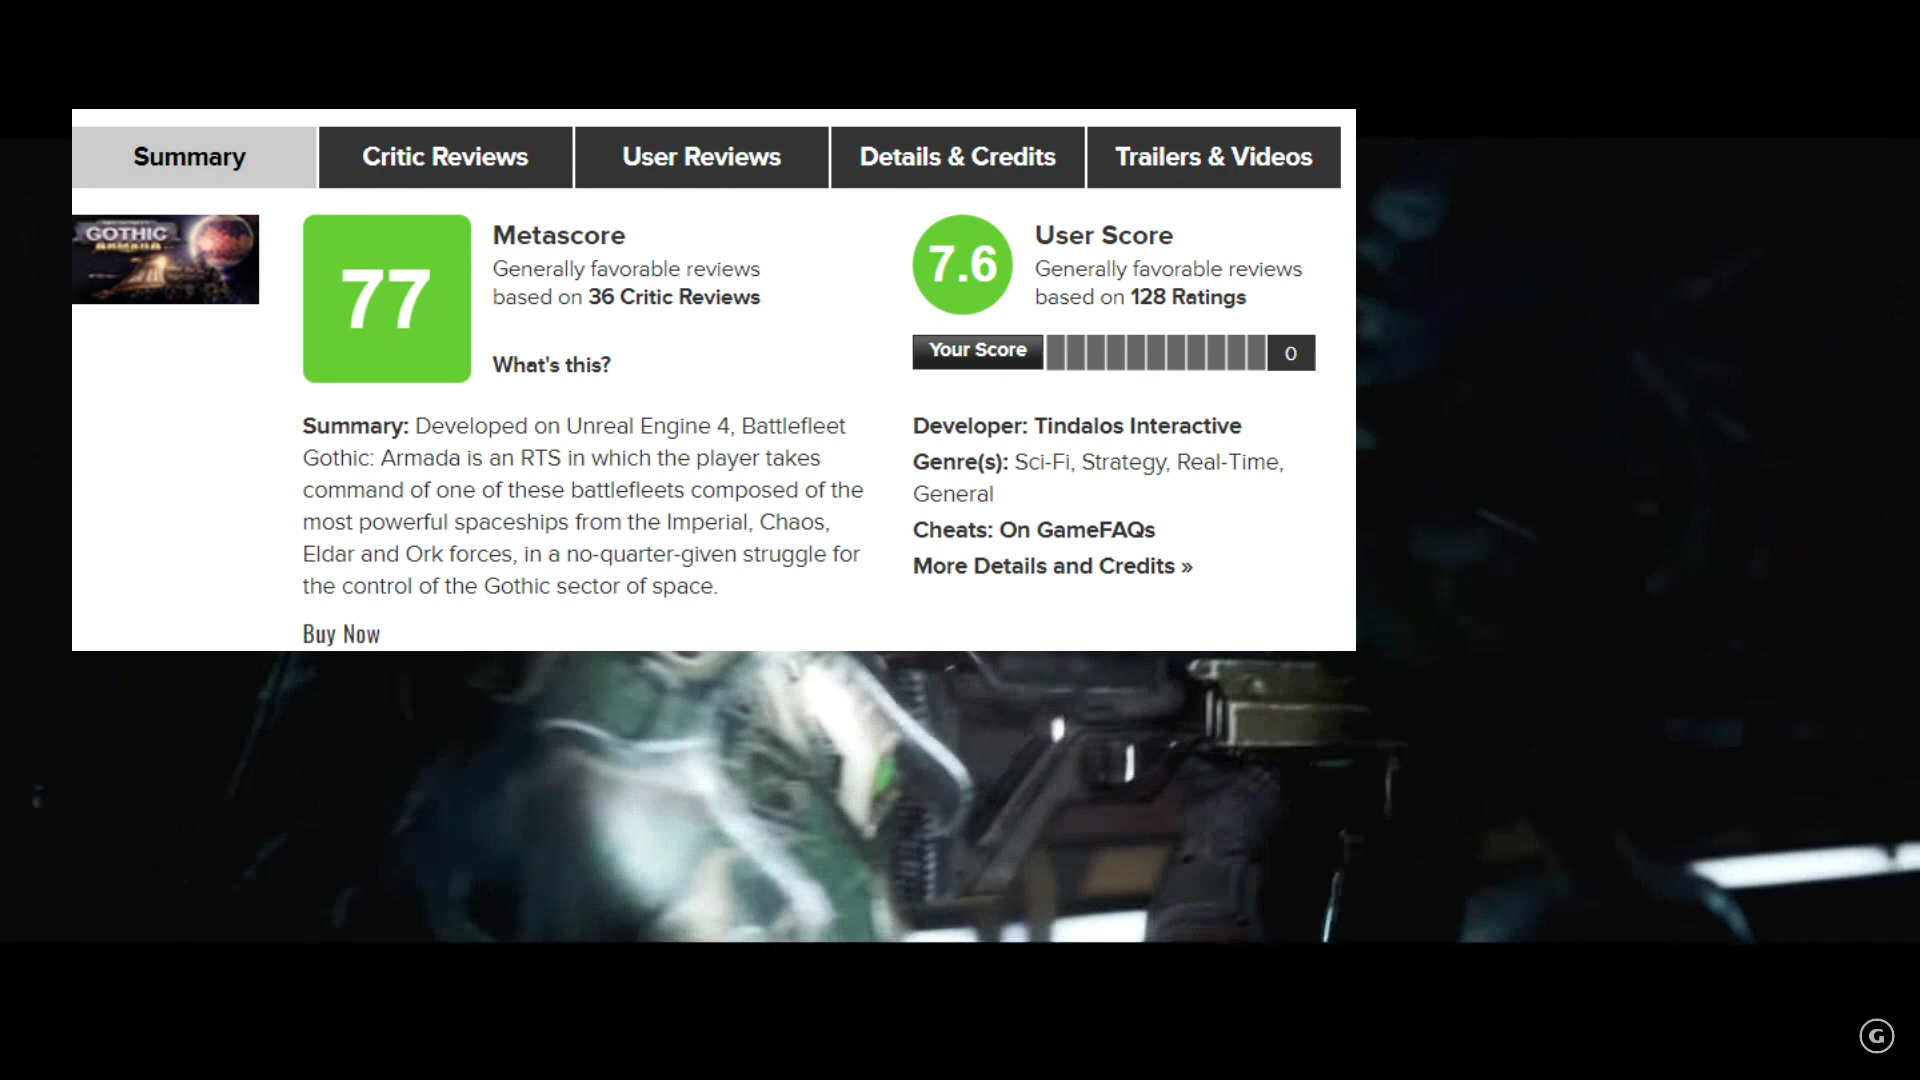 Summary
Critic Reviews
User Reviews
Details & Credits
Trailers & Videos
GOTHIC
ARMADA
77
Metascore
Generally favorable reviews
based on 36 Critic Reviews
What's this?
7.6
User Score
Generally favorable reviews
based on 128 Ratings
Your Score
0
Summary: Developed on Unreal Engine 4, Battlefleet
Gothic: Armada is an RTS in which the player takes
command of one of these battlefleets composed of the
most powerful spaceships from the Imperial, Chaos,
Eldar and Ork forces, in a no-quarter-given struggle for
the control of the Gothic sector of space.
Buy Now
Developer: Tindalos Interactive
Genre(s): Sci-Fi, Strategy, Real-Time,
General
Cheats: On GameFAQs
More Details and Credits »
G